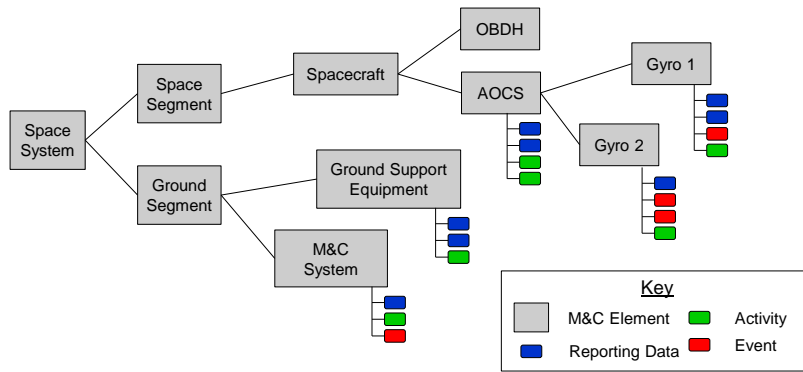 OBDH
Spacecraft
Gyro 1
Space
Segment
AOCS
Space
System
Gyro 2
Ground
Segment
Ground Support
Equipment
M&C
System
Key
M&C Element
Activity
Reporting Data
Event